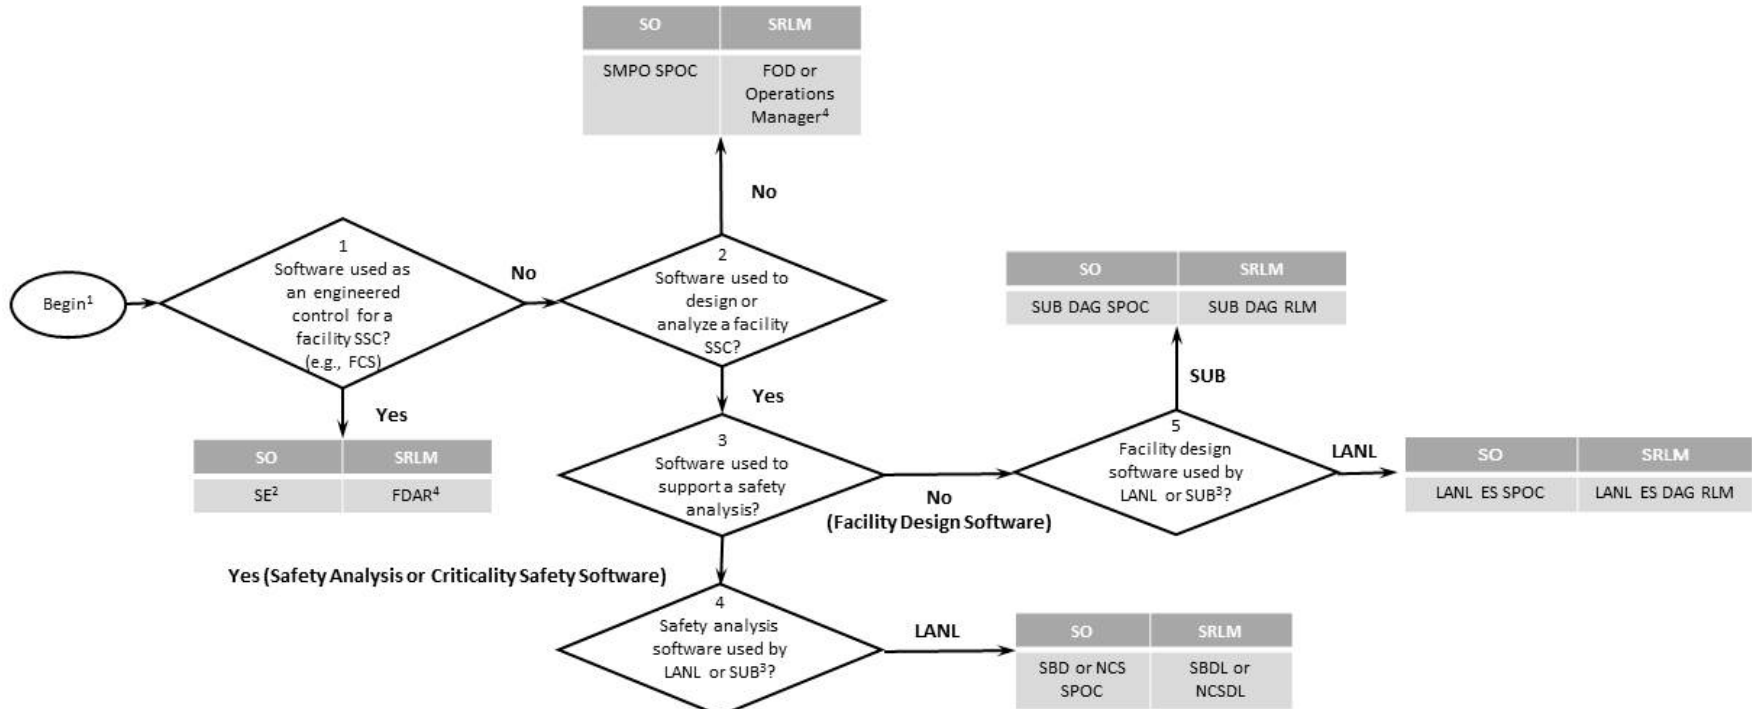 SO SRLM
SMPO SPOC FOD or
Operations
Manager⁴
No
1
Software used as
an engineered
control for a
facility SSC?
(e.g., FCS)
Begin¹
No
2
Software used to
design or
analyze a facility
SSC?
SO SRLM
SUB DAG SPOC SUB DAG RLM
SUB
Yes
Yes
SO SRLM
SE² FDAR⁴
3
Software used to
support a safety
analysis?
No
(Facility Design Software)
5
Facility design
software used by
LANL or SUB³?
LANL
SO SRLM
LANL ES SPOC LANL ES DAG RLM
Yes (Safety Analysis or Criticality Safety Software)
4
Safety analysis
software used by
LANL or SUB³?
LANL
SO SRLM
SBD or NCS SBDL or
SPOC NCSDL